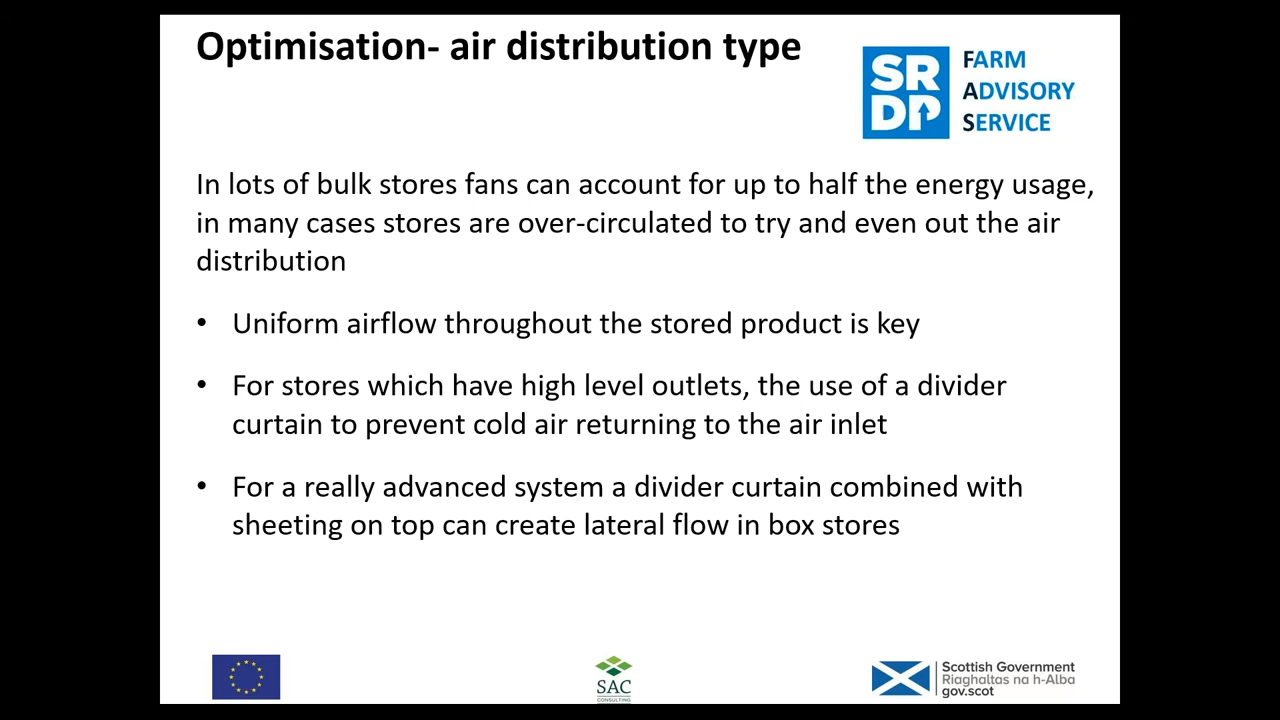 Optimisation- air distribution type
SR
DP
FARM
ADVISORY
SERVICE
In lots of bulk stores fans can account for up to half the energy usage,
in many cases stores are over-circulated to try and even out the air
distribution
• Uniform airflow throughout the stored product is key
• For stores which have high level outlets, the use of a divider
curtain to prevent cold air returning to the air inlet
• For a really advanced system a divider curtain combined with
sheeting on top can create lateral flow in box stores
SAC
CONSULTING
Scottish Government
Riaghaltas na h-Alba
gov.scot